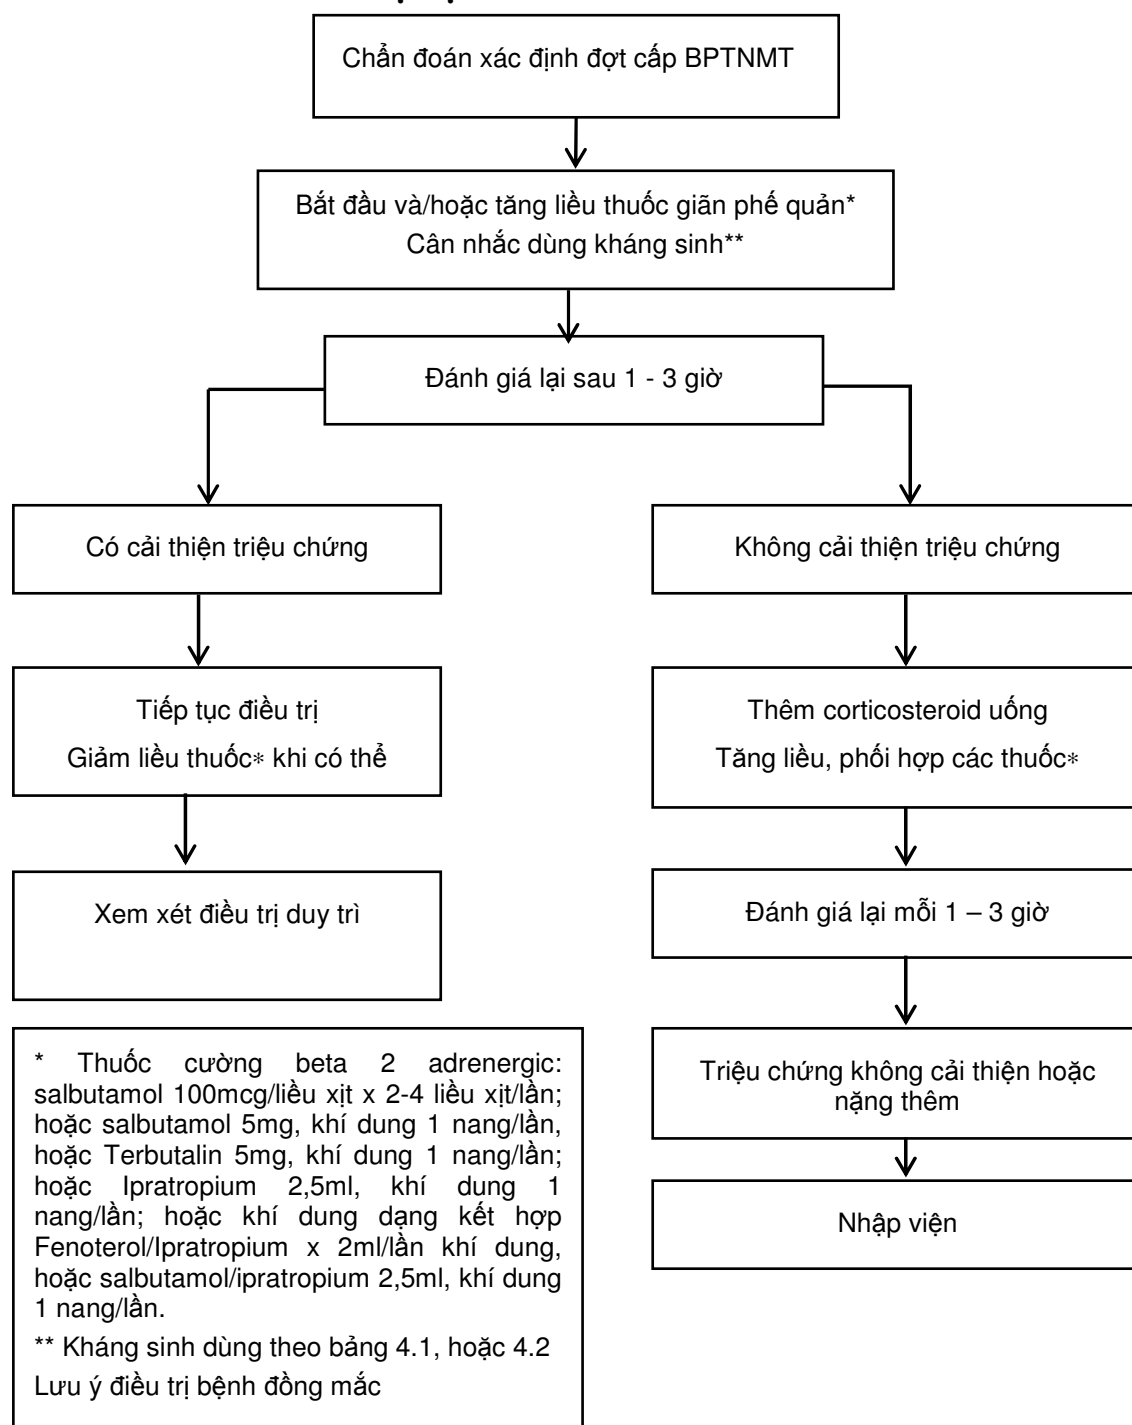 Chẩn đoán xác định đợt cấp BPTNMT
Bắt đầu và/hoặc tăng liều thuốc giãn phế quản*
Cân nhắc dùng kháng sinh**
Đánh giá lại sau 1 - 3 giờ
Có cải thiện triệu chứng
Không cải thiện triệu chứng
Tiếp tục điều trị
Giảm liều thuốc* khi có thể
Thêm corticosteroid uống
Tăng liều, phối hợp các thuốc*
Xem xét điều trị duy trì
Đánh giá lại mỗi 1 – 3 giờ
Triệu chứng không cải thiện hoặc
nặng thêm
Nhập viện
* Thuốc cường beta 2 adrenergic:
salbutamol 100mcg/liều xịt x 2-4 liều xịt/lần;
hoặc salbutamol 5mg, khí dung 1 nang/lần,
hoặc Terbutalin 5mg, khí dung 1 nang/lần;
hoặc Ipratropium 2,5ml, khí dung 1
nang/lần; hoặc khí dung dạng kết hợp
Fenoterol/Ipratropium x 2ml/lần khí dung,
hoặc salbutamol/ipratropium 2,5ml, khí dung
1 nang/lần.
** Kháng sinh dùng theo bảng 4.1, hoặc 4.2
Lưu ý điều trị bệnh đồng mắc